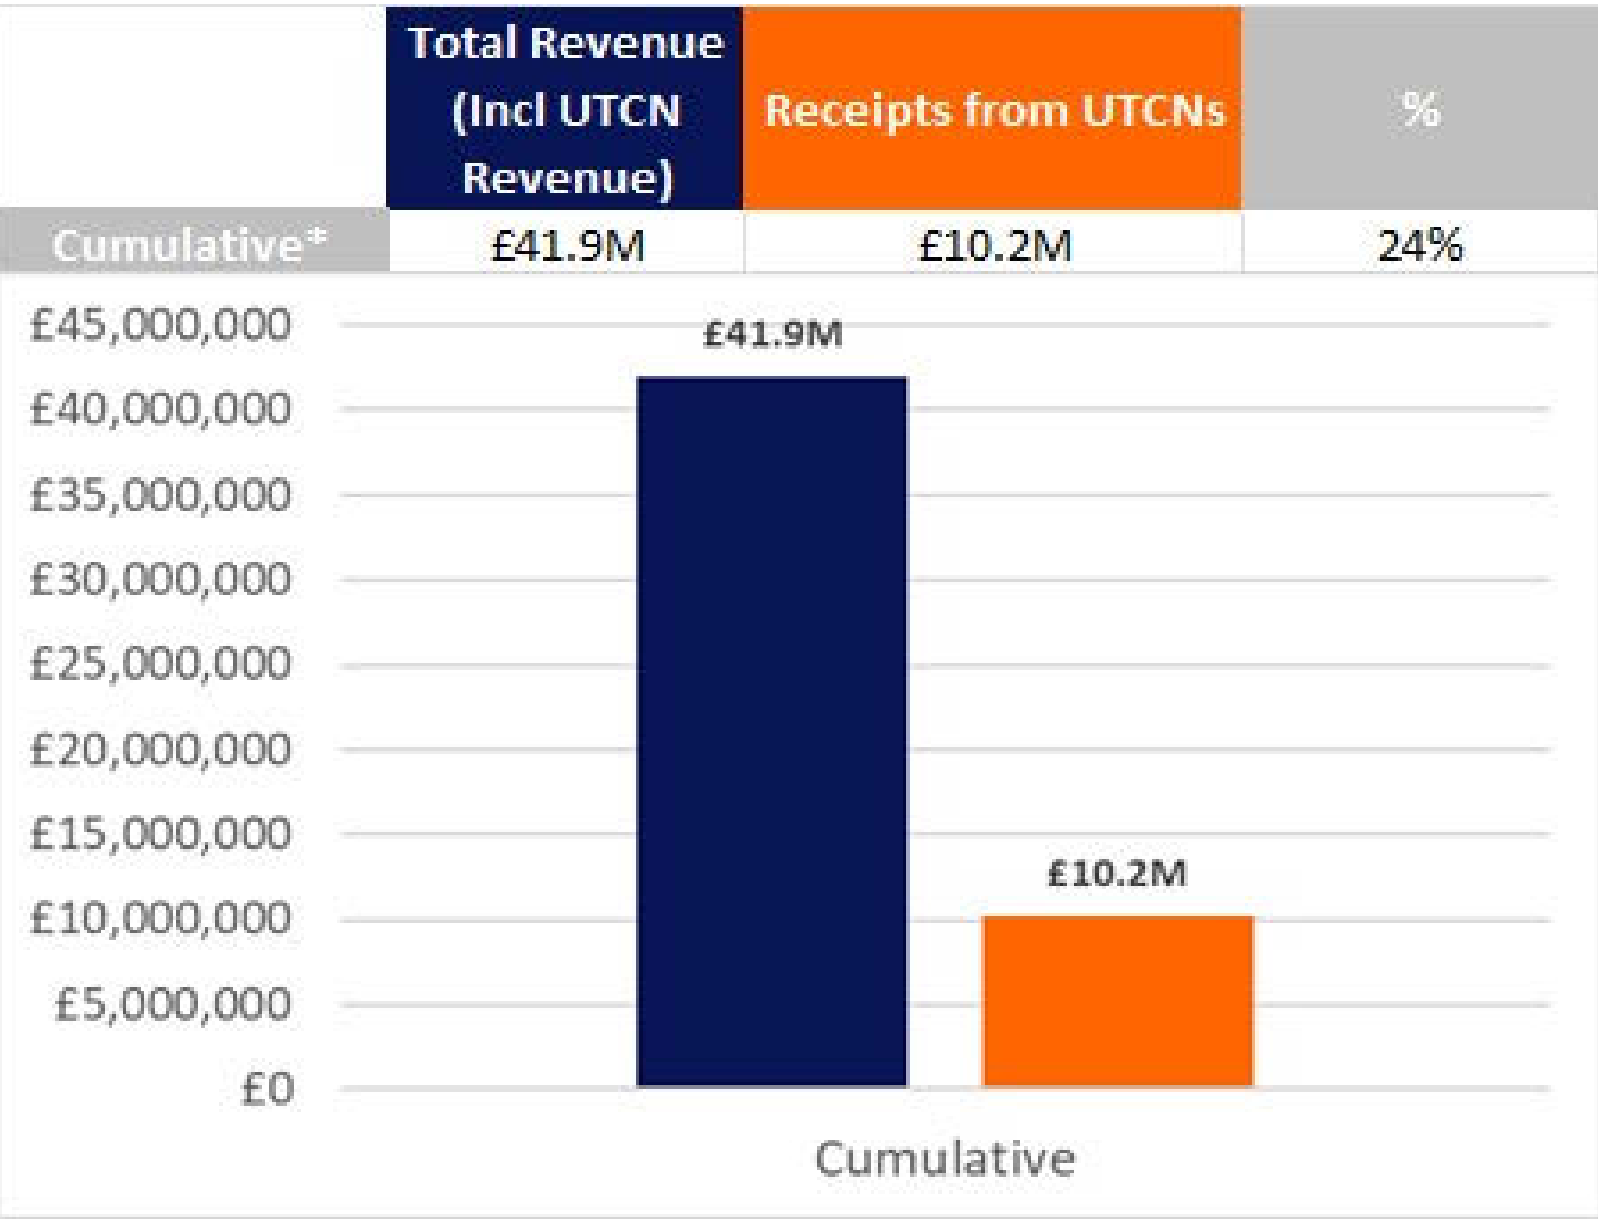 Total Revenue
(Incl UTCN
Revenue)
Receipts from UTCNs
%
Cumulative*
£41.9M
£10.2M
24%
£45,000,000
£41.9M
£40,000,000
£35,000,000
£30,000,000
£25,000,000
£20,000,000
£15,000,000
£10.2M
£10,000,000
£5,000,000
£0
Cumulative